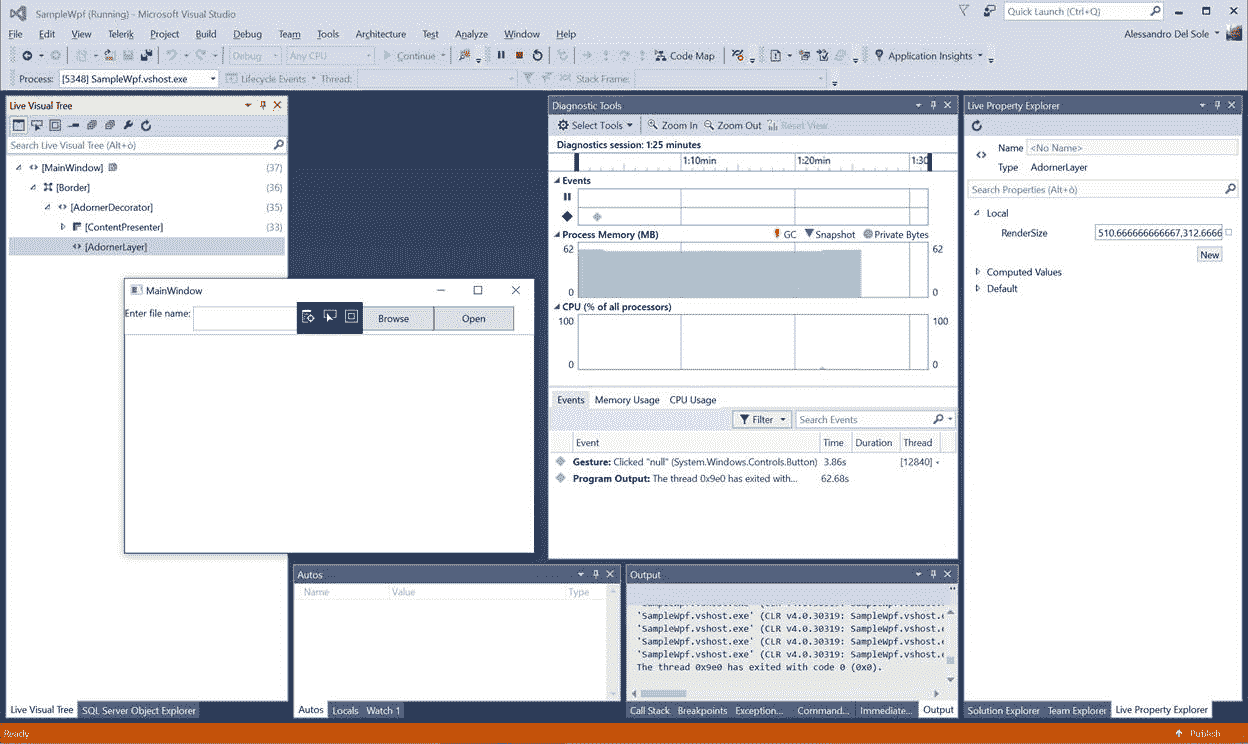 SampleWpf (Running) - Microsoft Visual Studio
Quick Launch (Ctrl+Q)
File Edit View Telerik Project Build Debug Team Tools Architecture Test Analyze Window Help
Alessandro Del Sole
Debug Any CPU Continue Code Map Application Insights
Process: [5348] SampleWpf.vshost.exe Lifecycle Events Thread: Stack Frame:
Live Visual Tree
Search Live Visual Tree (Alt+ò)
[MainWindow] (37)
[Border] (36)
[AdornerDecorator] (35)
[ContentPresenter] (33)
[AdornerLayer]
MainWindow
Enter file name: Browse Open
Diagnostic Tools
Select Tools Zoom In Zoom Out Reset View
Diagnostics session: 1:25 minutes
1:10min 1:20min 1:30
Events
Process Memory (MB) GC Snapshot Private Bytes
62 62
0 0
CPU (% of all processors)
100 100
0 0
Events Memory Usage CPU Usage
Filter Search Events
Event Time Duration Thread
Gesture: Clicked "null" (System.Windows.Controls.Button) 3.86s [12840]
Program Output: The thread 0x9e0 has exited with... 62.68s
Live Property Explorer
Name <No Name>
Type AdornerLayer
Search Properties (Alt+ò)
Local
RenderSize 510.666666666667,312.6666
New
Computed Values
Default
Autos
Name Value Type
Output
'SampleWpf.vshost.exe' (CLR v4.0.30319: SampleWpf.vshost.e
'SampleWpf.vshost.exe' (CLR v4.0.30319: SampleWpf.vshost.e
'SampleWpf.vshost.exe' (CLR v4.0.30319: SampleWpf.vshost.e
'SampleWpf.vshost.exe' (CLR v4.0.30319: SampleWpf.vshost.e
'SampleWpf.vshost.exe' (CLR v4.0.30319: SampleWpf.vshost.e
The thread 0x9e0 has exited with code 0 (0x0).
Live Visual Tree SQL Server Object Explorer
Autos Locals Watch 1
Call Stack Breakpoints Exception... Command... Immediate... Output
Solution Explorer Team Explorer Live Property Explorer
Ready
Publish